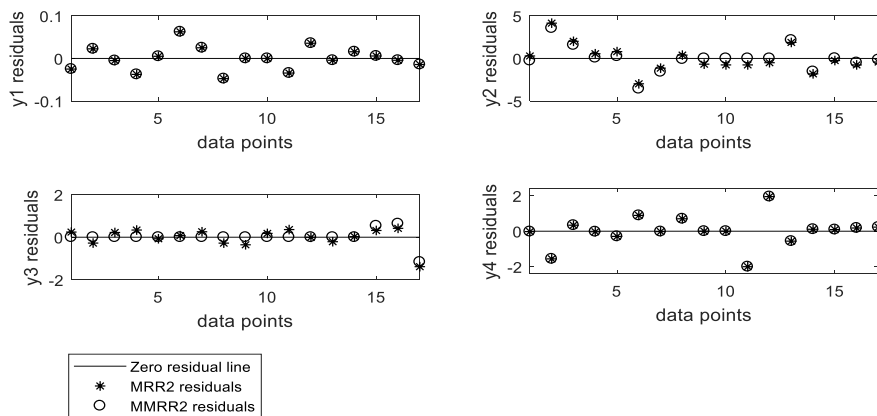 y1 residuals
0.1
0
-0.1
5
10
15
data points
y2 residuals
5
0
-5
5
10
15
data points
y3 residuals
2
0
-2
5
10
15
data points
y4 residuals
2
0
-2
5
10
15
data points
Zero residual line
MRR2 residuals
MMRR2 residuals